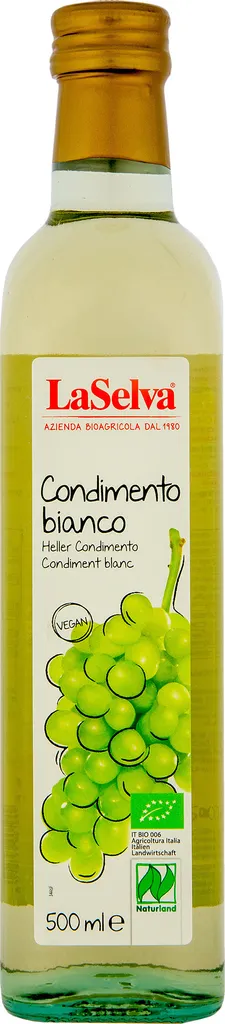 LaSelva®
AZIENDA BIOAGRICOLA DAL 1980
Condimento
bianco
Heller Condimento
Condiment blanc
VEGAN
IT BIO 006
Agricoltura Italia
Italien
Landwirtschaft
Naturland
500 ml e